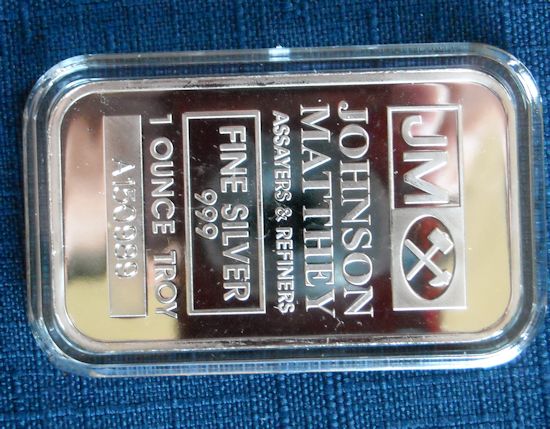 JM
JOHNSON
MATTHEY
ASSAYERS & REFINERS
FINE SILVER
999
1 OUNCE TROY
A150989